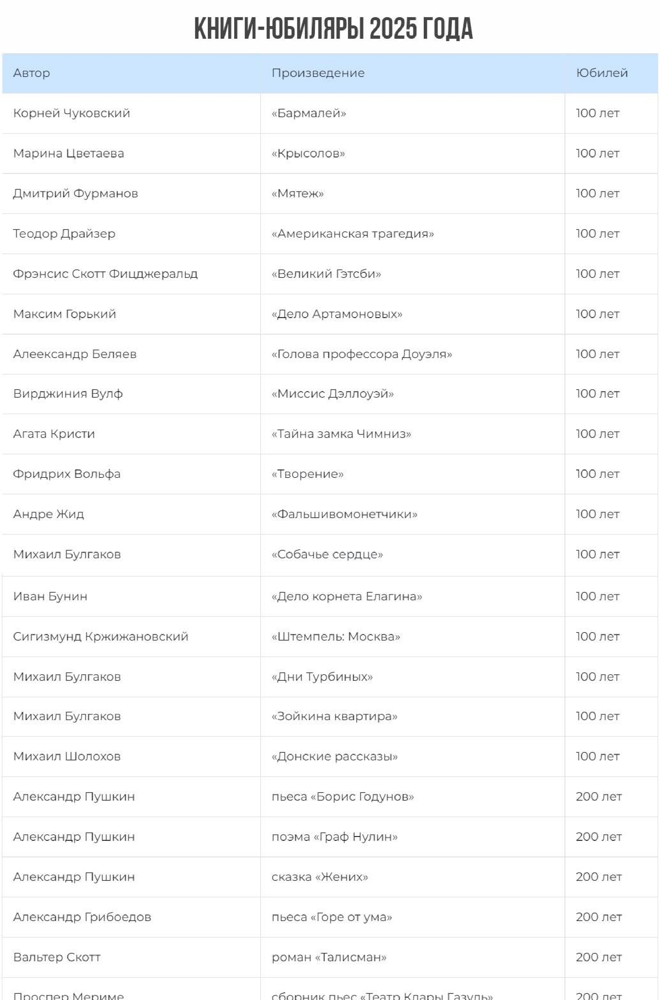 КНИГИ-ЮБИЛЯРЫ 2025 ГОДА
Автор Произведение Юбилей
Корней Чуковский «Бармалей» 100 лет
Марина Цветаева «Крысолов» 100 лет
Дмитрий Фурманов «Мятеж» 100 лет
Теодор Драйзер «Американская трагедия» 100 лет
Фрэнсис Скотт Фицджеральд «Великий Гэтсби» 100 лет
Максим Горький «Дело Артамоновых» 100 лет
Алеександр Беляев «Голова профессора Доуэля» 100 лет
Вирджиния Вулф «Миссис Дэллоуэй» 100 лет
Агата Кристи «Тайна замка Чимниз» 100 лет
Фридрих Вольфа «Творение» 100 лет
Андре Жид «Фальшивомонетчики» 100 лет
Михаил Булгаков «Собачье сердце» 100 лет
Иван Бунин «Дело корнета Елагина» 100 лет
Сигизмунд Кржижановский «Штемпель: Москва» 100 лет
Михаил Булгаков «Дни Турбиных» 100 лет
Михаил Булгаков «Зойкина квартира» 100 лет
Михаил Шолохов «Донские рассказы» 100 лет
Александр Пушкин пьеса «Борис Годунов» 200 лет
Александр Пушкин поэма «Граф Нулин» 200 лет
Александр Пушкин сказка «Жених» 200 лет
Александр Грибоедов пьеса «Горе от ума» 200 лет
Вальтер Скотт роман «Талисман» 200 лет
Проспер Мериме сборник пьес «Театр Клары Газуль» 200 лет